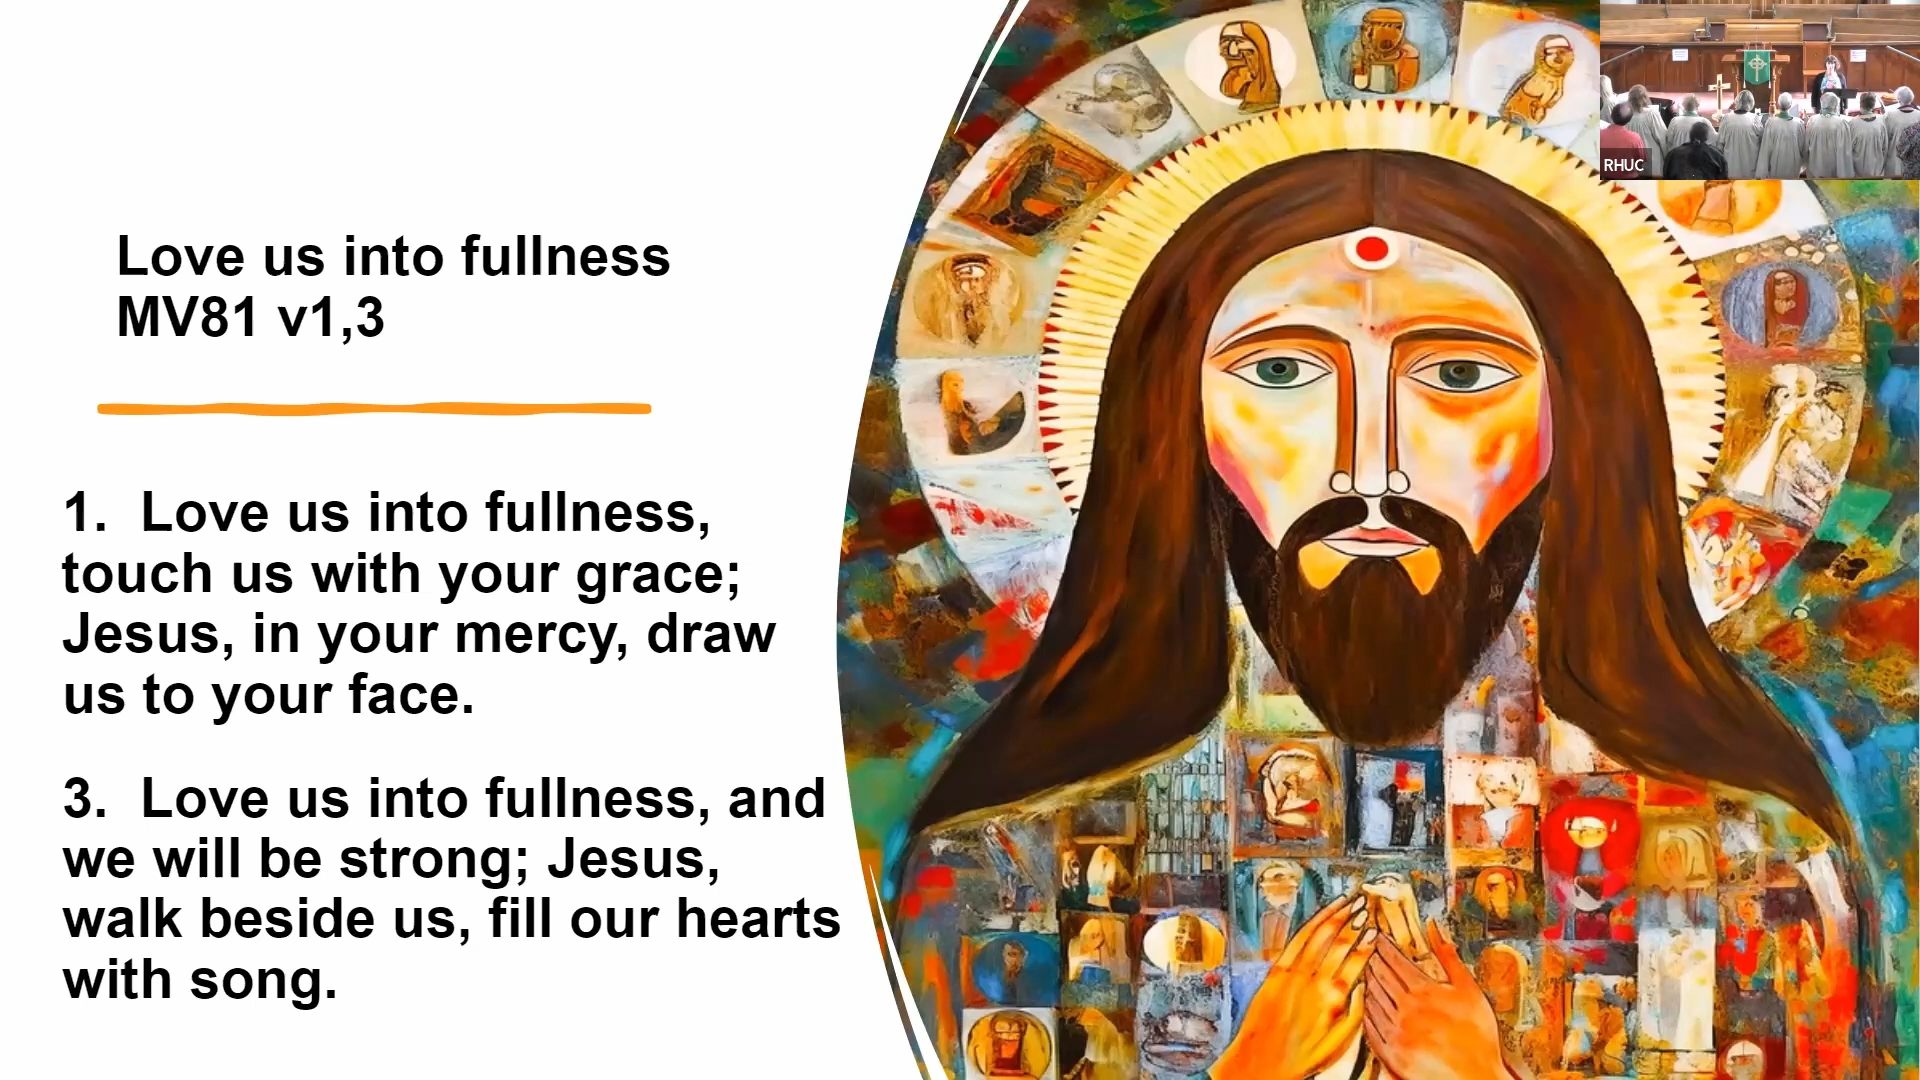 Love us into fullness
MV81 v1,3
1. Love us into fullness,
touch us with your grace;
Jesus, in your mercy, draw
us to your face.
3. Love us into fullness, and
we will be strong; Jesus,
walk beside us, fill our hearts
with song.
RHUC